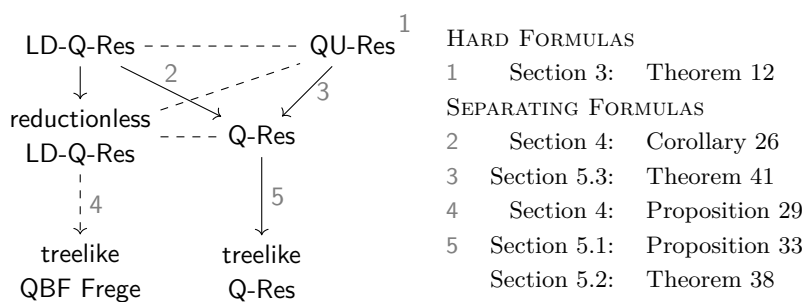 LD-Q-Res QU-Res 1
2
3
reductionless
LD-Q-Res
Q-Res
4
5
treelike
QBF Frege
treelike
Q-Res
HARD FORMULAS
1 Section 3: Theorem 12
SEPARATING FORMULAS
2 Section 4: Corollary 26
3 Section 5.3: Theorem 41
4 Section 4: Proposition 29
5 Section 5.1: Proposition 33
Section 5.2: Theorem 38